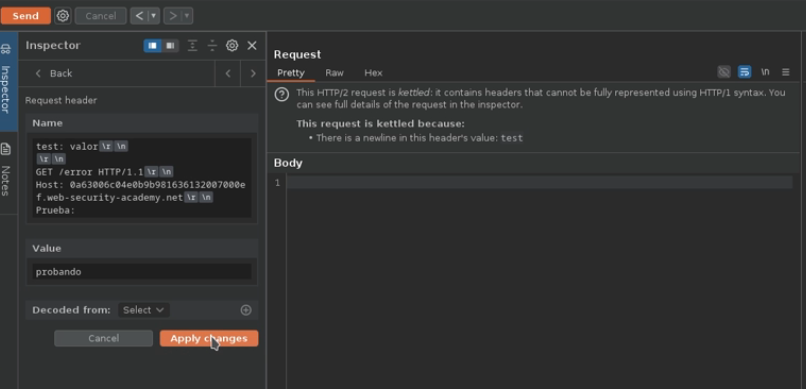 Send
Cancel
Inspector
Notes
Inspector
Back
Request header
Name
test: valor\r \n
\r \n
GET /error HTTP/1.1\r \n
Host: 0a63006c04e0b9b981636132007000e
f.web-security-academy.net\r \n
Prueba:
Value
probando
Decoded from: Select
Cancel
Apply changes
Request
Pretty Raw Hex
\n
This HTTP/2 request is kettled: it contains headers that cannot be fully represented using HTTP/1 syntax. You
can see full details of the request in the inspector.
This request is kettled because:
• There is a newline in this header's value: test
Body
1